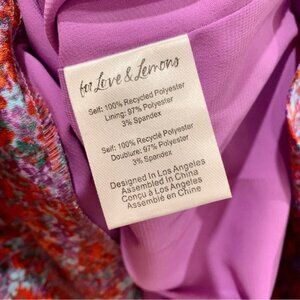 for Love & Lemons
Self: 100% Recycled Polyester
Lining: 97% Polyester
3% Spandex
Self: 100% Recyclé Polyester
Doublure: 97% Polyester
3% Spandex
Designed In Los Angeles
Assembled In China
Conçu à Los Angeles
Assemblé en Chine